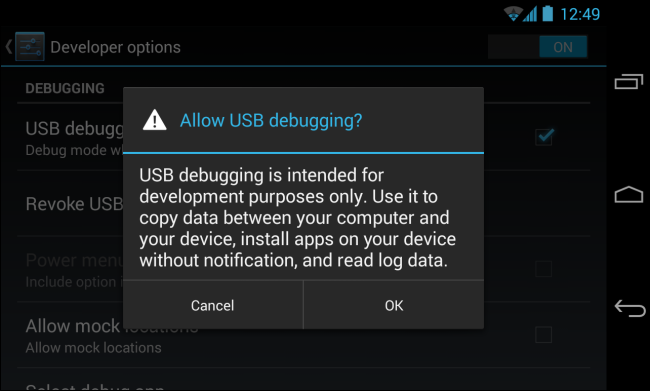 12:49
Developer options
ON
DEBUGGING
USB debugg
Debug mode w
Allow USB debugging?
USB debugging is intended for
development purposes only. Use it to
copy data between your computer and
your device, install apps on your device
without notification, and read log data.
Cancel
OK
Revoke USB
Power menu
Include option
Allow mock locations
Allow mock locations
Select debug app